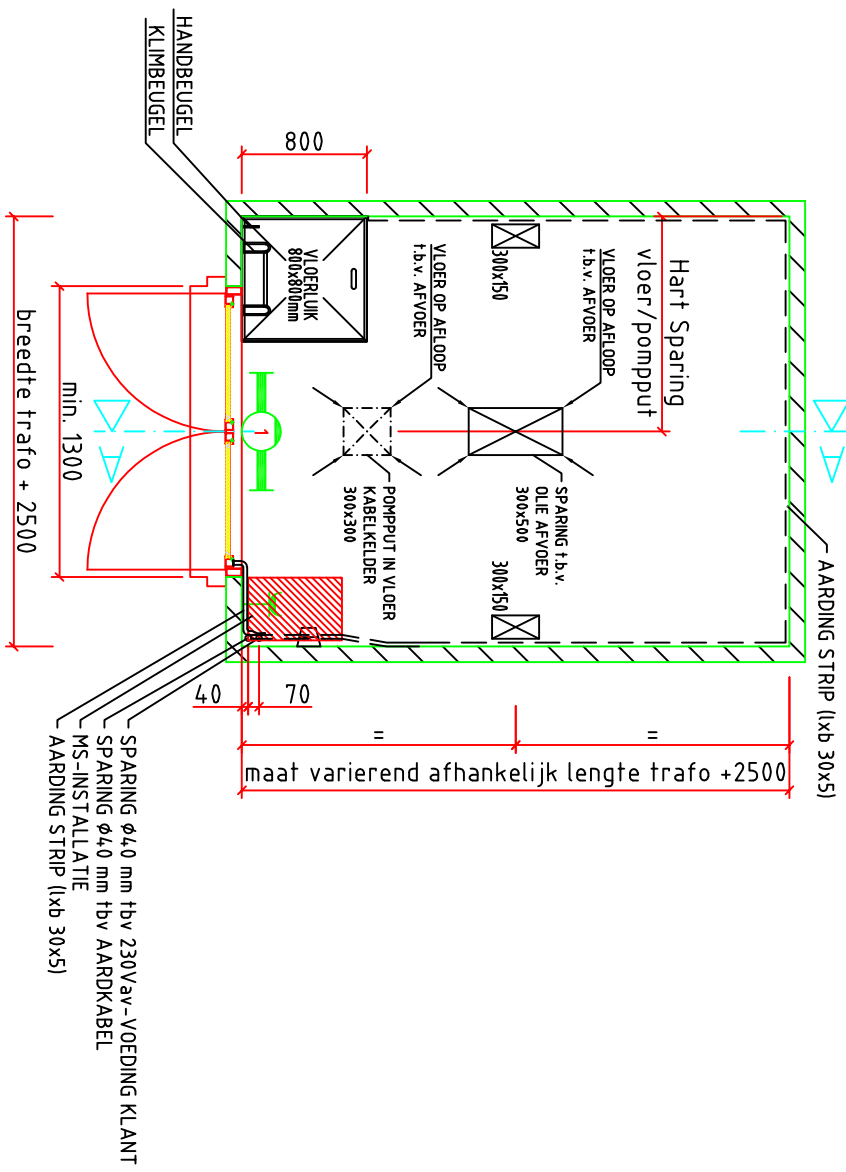 HANDBEUGEL
KLIMBEUGEL
800
VLOERLUIK
800x800mm
VLOER OP AFLOOP
t.b.v. AFVOER
300x150
VLOER OP AFLOOP
t.b.v. AFVOER
Hart Sparing
vloer/pompput
A
A
1
POMPPUT IN VLOER
KABELKELDER
300x300
SPARING t.b.v.
OLIE AFVOER
300x500
300x150
AARDING STRIP (lxb 30x5)
min. 1300
breedte trafo + 2500
40
70
=
=
maat varierend afhankelijk lengte trafo +2500
SPARING ø40 mm tbv 230Vav-VOEDING KLANT
SPARING ø40 mm tbv AARDKABEL
MS-INSTALLATIE
AARDING STRIP (lxb 30x5)